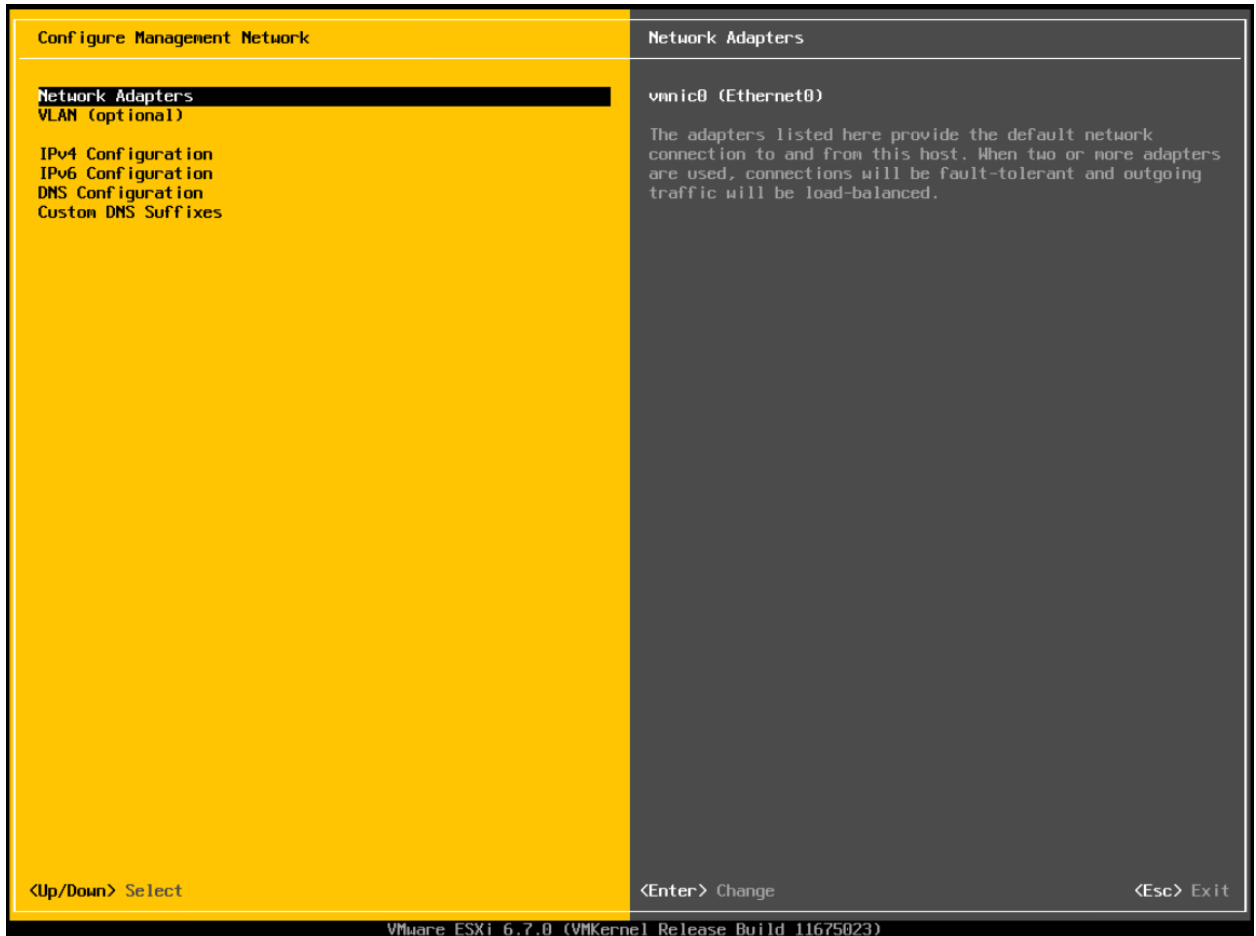 Configure Management Network
Network Adapters
VLAN (optional)
IPv4 Configuration
IPv6 Configuration
DNS Configuration
Custom DNS Suffixes
<Up/Down> Select
Network Adapters
vmnic0 (Ethernet0)
The adapters listed here provide the default network
connection to and from this host. When two or more adapters
are used, connections will be fault-tolerant and outgoing
traffic will be load-balanced.
<Enter> Change
<Esc> Exit
VMware ESXi 6.7.0 (VMKernel Release Build 11675023)